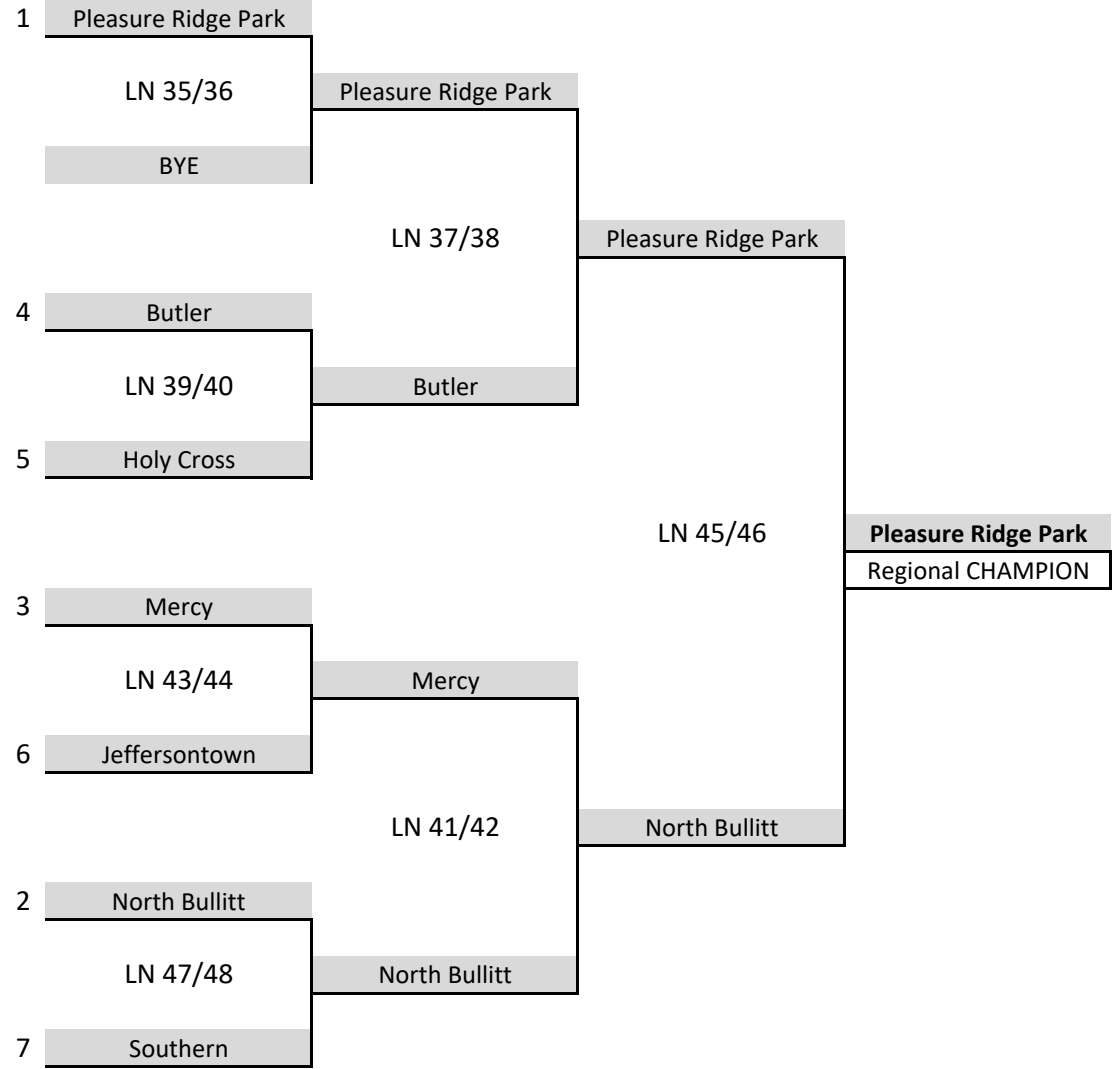 1 Pleasure Ridge Park
LN 35/36 Pleasure Ridge Park
BYE
LN 37/38 Pleasure Ridge Park
4 Butler
LN 39/40 Butler
5 Holy Cross
LN 45/46 Pleasure Ridge Park
Regional CHAMPION
3 Mercy
LN 43/44 Mercy
6 Jeffersontown
LN 41/42 North Bullitt
2 North Bullitt
LN 47/48 North Bullitt
7 Southern